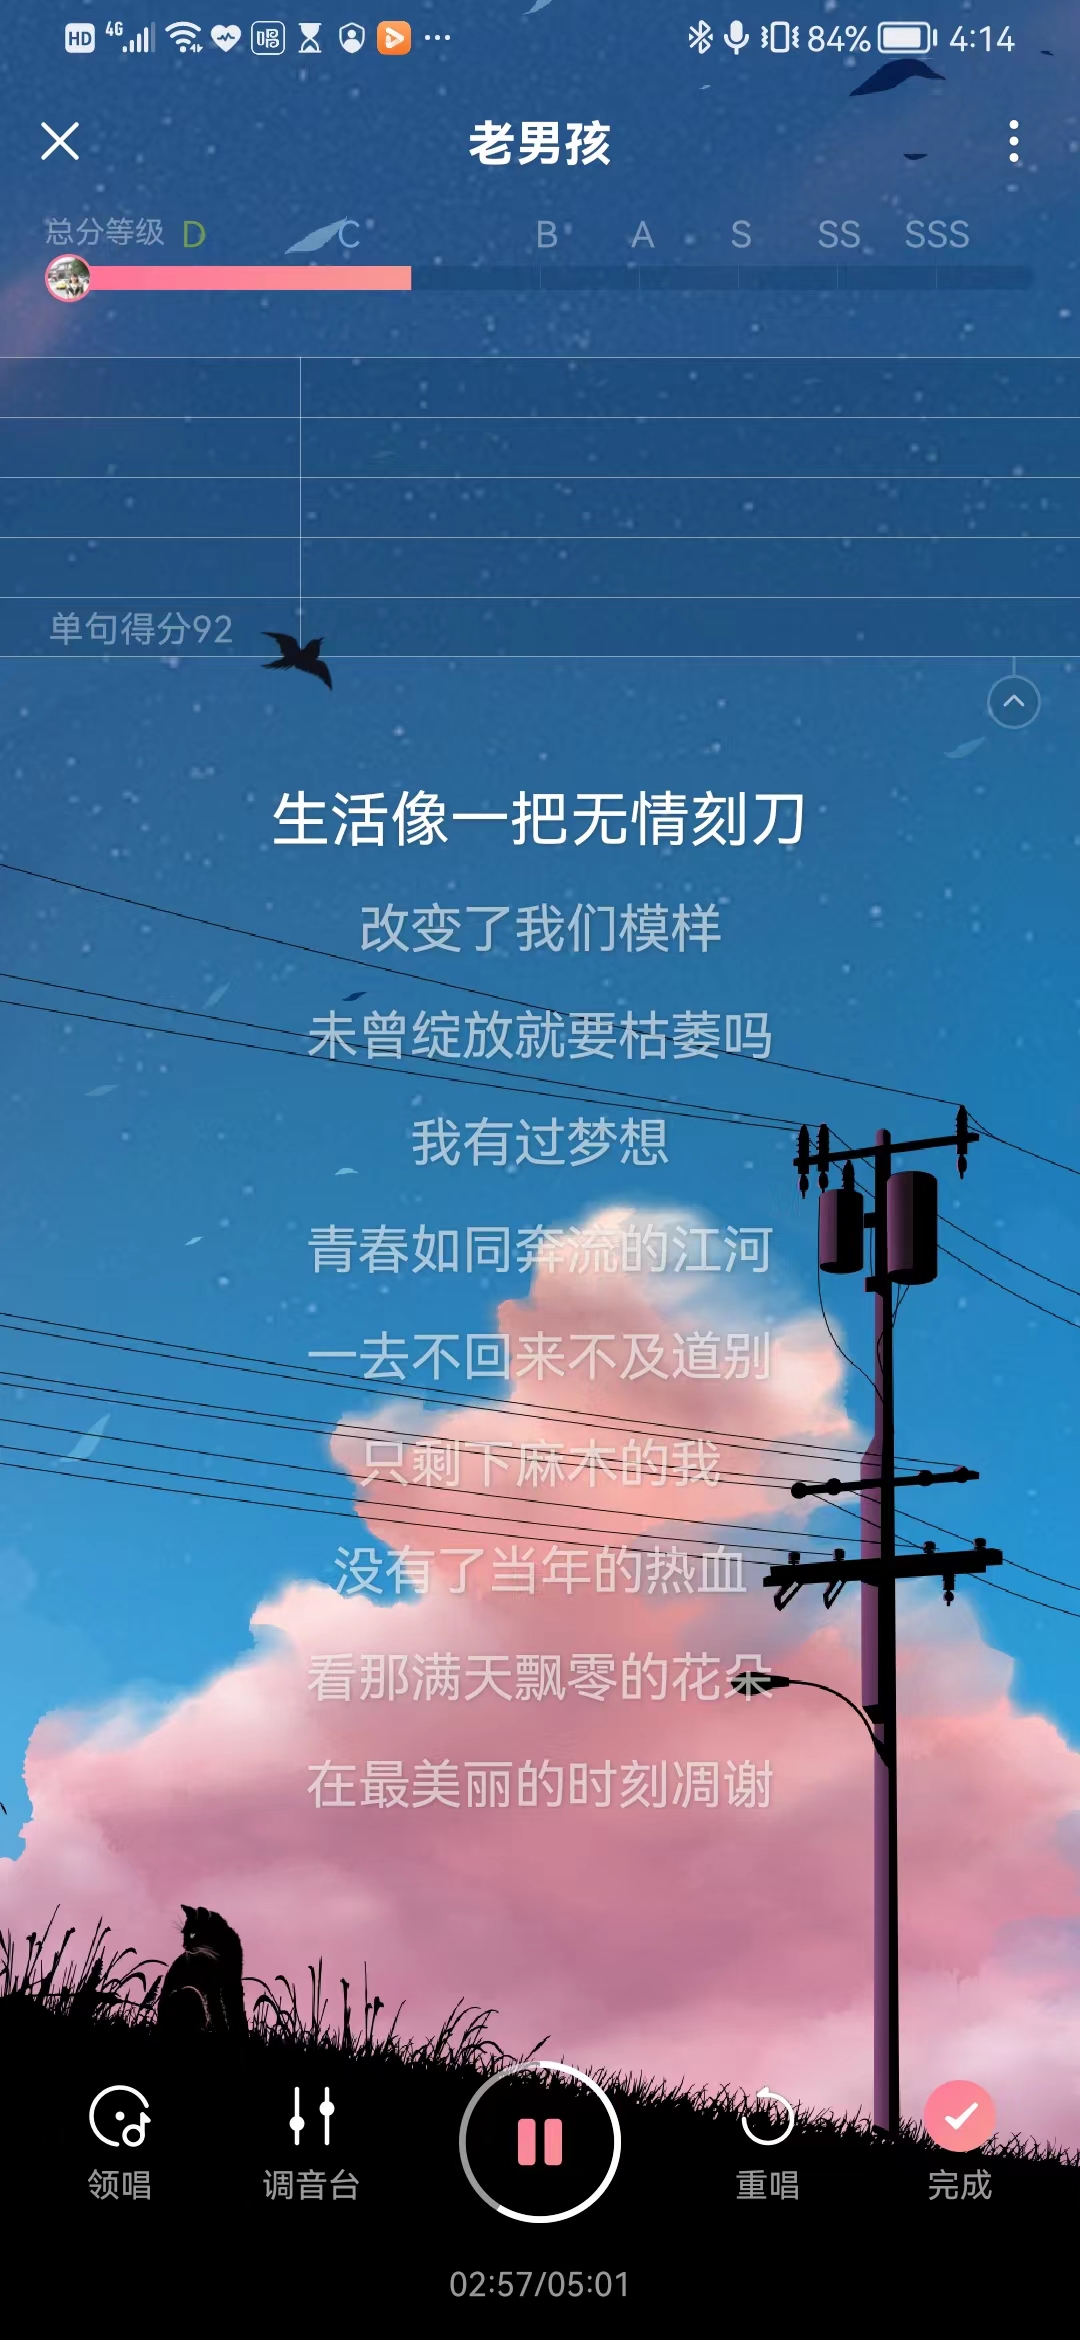 HD 4G 唱 84% 4:14
老男孩
总分等级 D C B A S SS SSS
单句得分92
生活像一把无情刻刀
改变了我们模样
未曾绽放就要枯萎吗
我有过梦想
青春如同奔流的江河
一去不回来不及道别
只剩下麻木的我
没有了当年的热血
看那满天飘零的花朵
在最美丽的时刻凋谢
领唱 调音台 重唱 完成
02:57/05:01